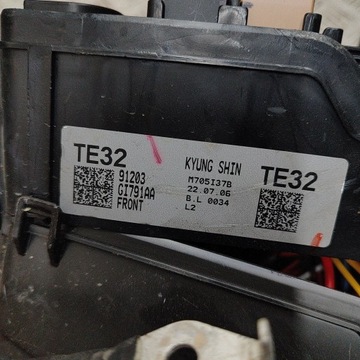 TE32
91203
GI791AA
FRONT
KYUNG SHIN
M705I37B
22.07.06
B.L 0034
L2
TE32